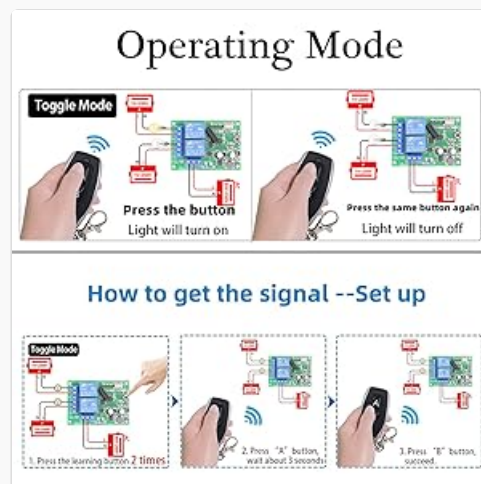 Operating Mode
Toggle Mode
Press the button
Light will turn on
Press the same button again
Light will turn off
How to get the signal --Set up
Toggle Mode
1. Press the learning button 2 times
2. Press "A" button,
wait about 3 seconds
3. Press "B" button,
succeed.